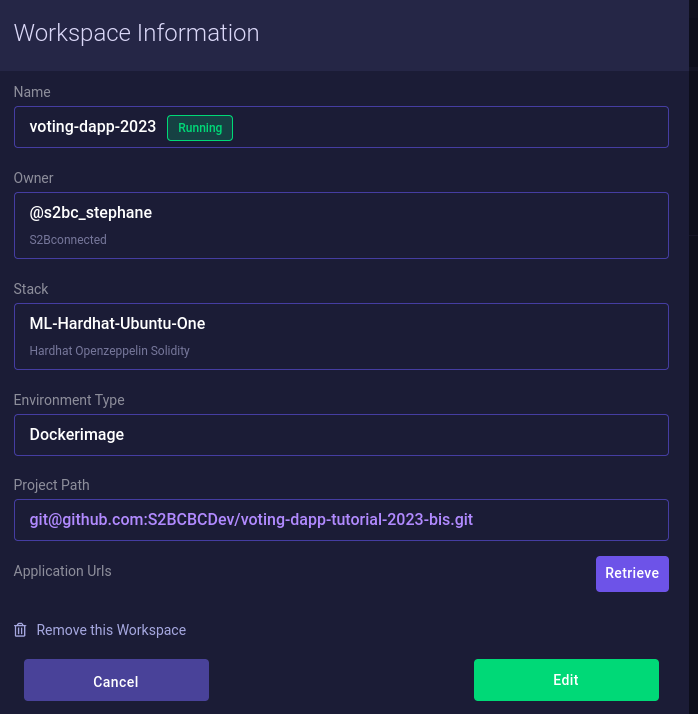 Workspace Information
Name
voting-dapp-2023 Running
Owner
@s2bc_stephane
S2Bconnected
Stack
ML-Hardhat-Ubuntu-One
Hardhat Openzeppelin Solidity
Environment Type
Dockerimage
Project Path
git@github.com:S2BCBCDev/voting-dapp-tutorial-2023-bis.git
Application Urls Retrieve
Remove this Workspace
Cancel Edit